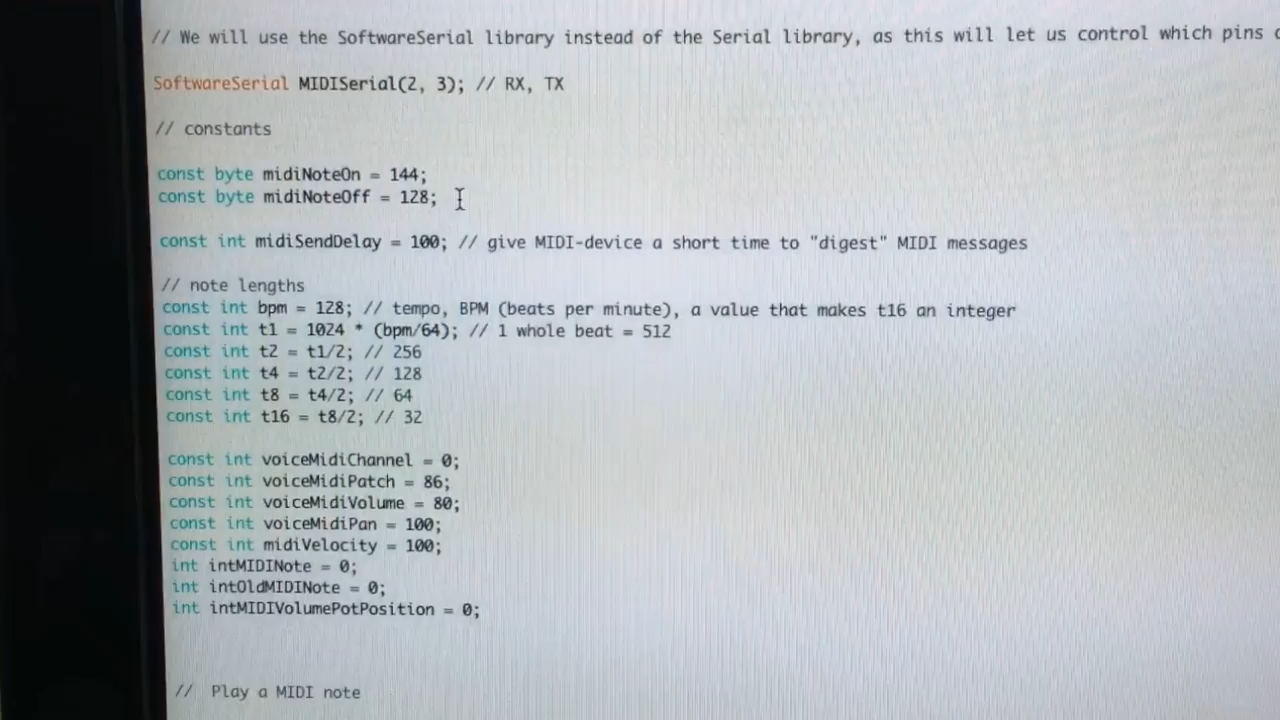 // We will use the SoftwareSerial library instead of the Serial library, as this will let us control which pins
SoftwareSerial MIDISerial(2, 3); // RX, TX
// constants
const byte midiNoteOn = 144;
const byte midiNoteOff = 128;
const int midiSendDelay = 100; // give MIDI-device a short time to "digest" MIDI messages
// note lengths
const int bpm = 128; // tempo, BPM (beats per minute), a value that makes t16 an integer
const int t1 = 1024 * (bpm/64); // 1 whole beat = 512
const int t2 = t1/2; // 256
const int t4 = t2/2; // 128
const int t8 = t4/2; // 64
const int t16 = t8/2; // 32
const int voiceMidiChannel = 0;
const int voiceMidiPatch = 86;
const int voiceMidiVolume = 80;
const int voiceMidiPan = 100;
const int midiVelocity = 100;
int intMIDINote = 0;
int intOldMIDINote = 0;
int intMIDIVolumePotPosition = 0;
// Play a MIDI note